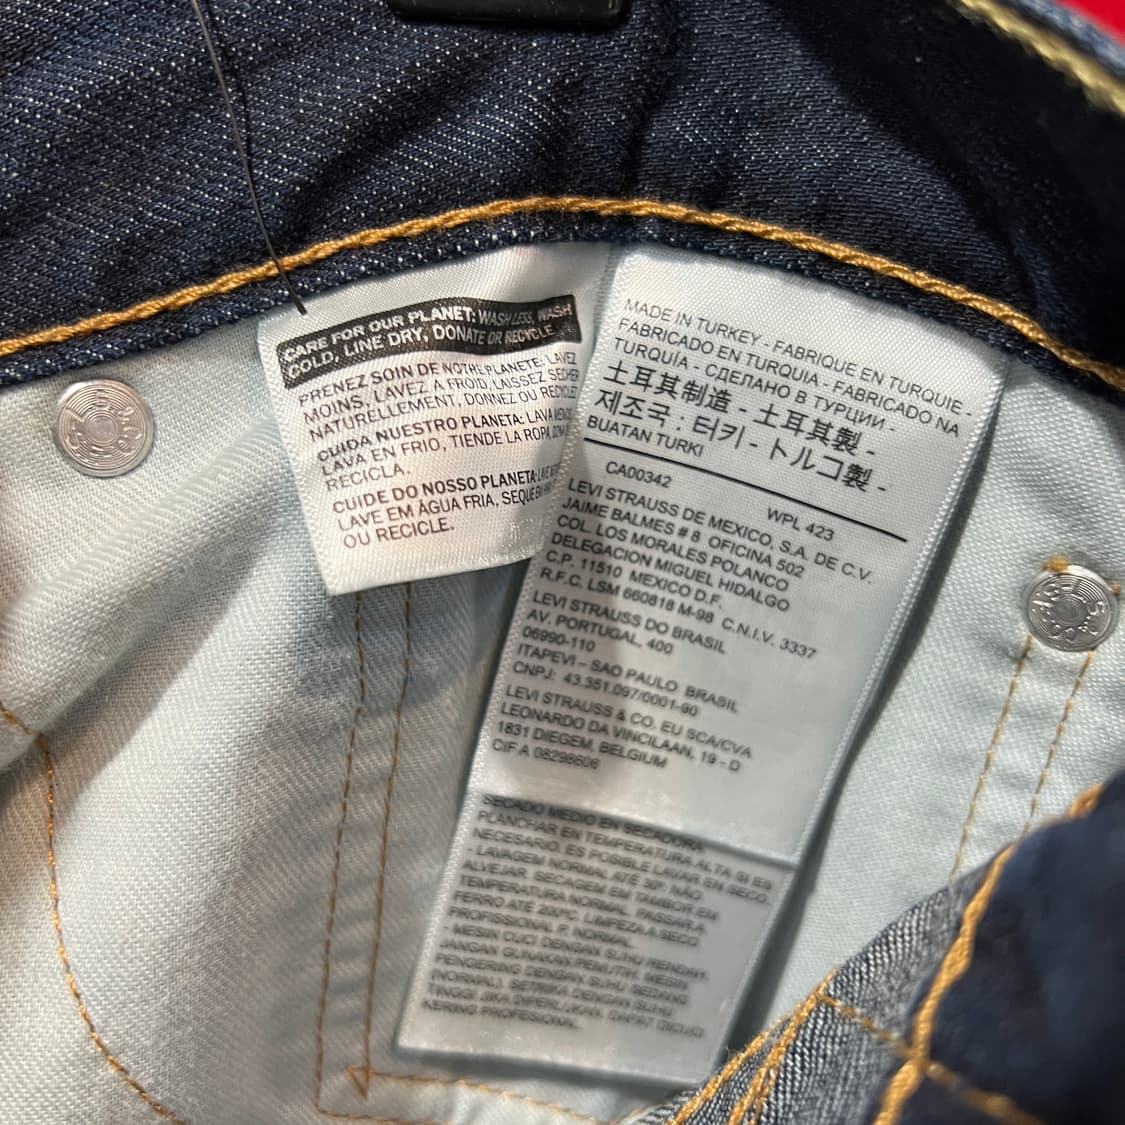 CARE FOR OUR PLANET: WASH LESS, WASH
COLD, LINE DRY, DONATE OR RECYCLE.
PRENEZ SOIN DE NOTRE PLANETE: LAVEZ
MOINS, LAVEZ A FROID, LAISSEZ SECHER
NATURELLEMENT, DONNEZ OU RECYCLEZ
CUIDA NUESTRO PLANETA: LAVA MENOS,
LAVA EN FRIO, TIENDE LA ROPA,
RECICLA.
CUIDE DO NOSSO PLANETA:
LAVE EM ÁGUA FRIA,
OU RECICLE.
MADE IN TURKEY - FABRIQUE EN TURQUIE -
FABRICADO EN TURQUIA - FABRICADO NA
TURQUÍA - СДЕЛАНО В ТУРЦИИ -
土耳其制造 - 土耳其製 -
제조국 : 터키 - トルコ製 -
BUATAN TURKI
CA00342 WPL 423
LEVI STRAUSS DE MEXICO, S.A. DE C.V.
JAIME BALMES # 8 OFICINA 502
COL. LOS MORALES POLANCO
DELEGACION MIGUEL HIDALGO
C.P. 11510 MEXICO D.F.
R.F.C. LSM 660818 M-98 C.N.I.V. 3337
LEVI STRAUSS DO BRASIL
AV. PORTUGAL, 400
06990-110
ITAPEVI – SAO PAULO BRASIL
CNPJ: 43.351.097/0001-90
LEVI STRAUSS & CO. EU SCA/CVA
LEONARDO DA VINCILAAN, 19 - D
1831 DIEGEM, BELGIUM
CIF A 08298606
SECADO MEDIO EN SECADORA.
PLANCHAR EN TEMPERATURA ALTA SI ES
NECESARIO. ES POSIBLE LAVAR EN SECO.
- LAVAGEM NORMAL ATÉ 30º. NÃO
ALVEJAR. SECAGEM EM TAMBOR EM
TEMPERATURA NORMAL. PASSAR A
FERRO ATÉ 200ºC. LIMPEZA A SECO
PROFISSIONAL P. NORMAL.
- MESIN CUCI DENGAN SUHU RENDAH.
JANGAN GUNAKAN PEMUTIH. MESIN
PENGERING DENGAN SUHU SEDANG
(NORMAL). SETRIKA DENGAN SUHU
TINGGI JIKA DIPERLUKAN. DAPAT DICUCI
KERING PROFESSIONAL.